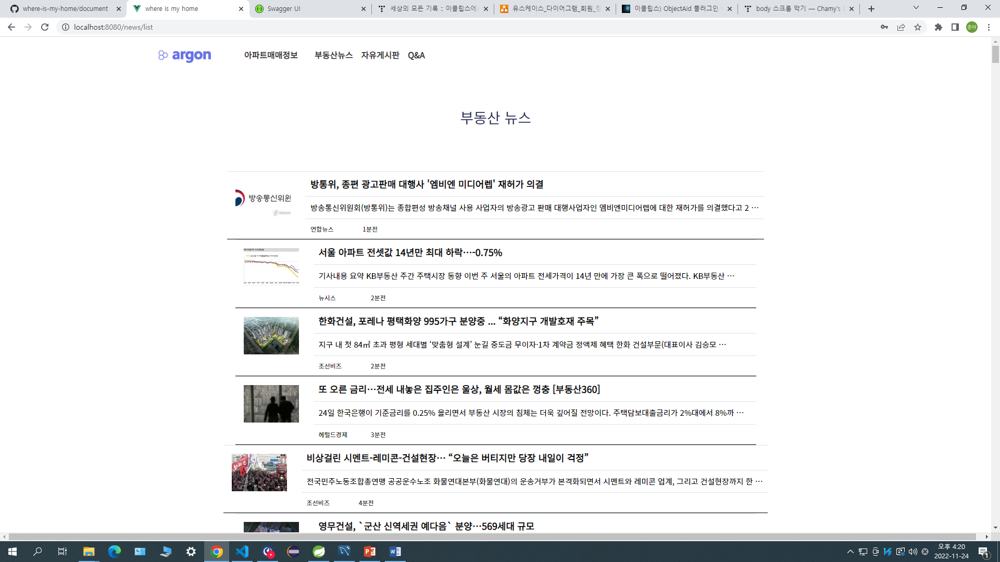 where-is-my-home/document
where is my home
Swagger UI
세상의 모든 기록 :: 이클립스에서
유스케이스_다이어그램_회원_정
이클립스) ObjectAid 플러그인
body 스크롤 막기 — Chamy's
localhost:8080/news/list
준아
argon
아파트매매정보 부동산뉴스 자유게시판 Q&A
부동산 뉴스
방송통신위원
방통위, 종편 광고판매 대행사 '엠비엔 미디어렙' 재허가 의결
방송통신위원회(방통위)는 종합편성 방송채널 사용 사업자의 방송광고 판매 대행사업자인 엠비엔미디어렙에 대한 재허가를 의결했다고 2 …
연합뉴스 1분전
서울 아파트 전셋값 14년만 최대 하락…-0.75%
기사내용 요약 KB부동산 주간 주택시장 동향 이번 주 서울의 아파트 전세가격이 14년 만에 가장 큰 폭으로 떨어졌다. KB부동산 …
뉴시스 2분전
한화건설, 포레나 평택화양 995가구 분양중 ... “화양지구 개발호재 주목”
지구 내 첫 84㎡ 초과 평형 세대별 ‘맞춤형 설계’ 눈길 중도금 무이자·1차 계약금 정액제 혜택 한화 건설부문(대표이사 김승모 …
조선비즈 2분전
또 오른 금리…전세 내놓은 집주인은 울상, 월세 몸값은 껑충 [부동산360]
24일 한국은행이 기준금리를 0.25% 올리면서 부동산 시장의 침체는 더욱 깊어질 전망이다. 주택담보대출금리가 2%대에서 8%까 …
헤럴드경제 3분전
비상걸린 시멘트-레미콘-건설현장… “오늘은 버티지만 당장 내일이 걱정”
전국민주노동조합총연맹 공공운수노조 화물연대본부(화물연대)의 운송거부가 본격화되면서 시멘트와 레미콘 업계, 그리고 건설현장까지 한 …
조선비즈 4분전
영무건설, `군산 신역세권 예다음` 분양…569세대 규모
오후 4:20
2022-11-24
1